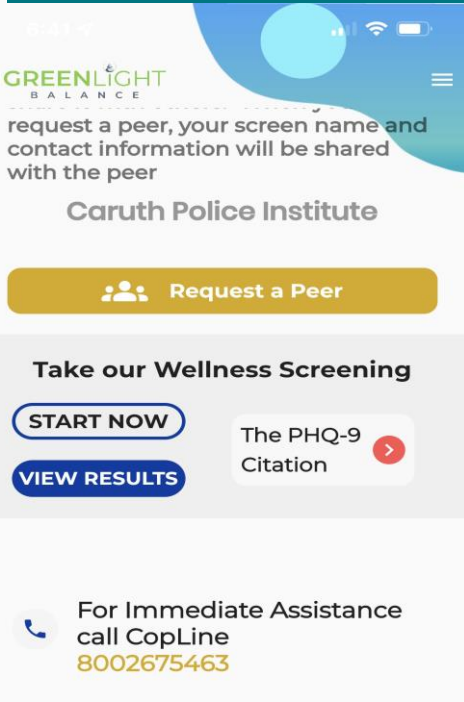 GREENLIGHT
BALANCE
request a peer, your screen name and
contact information will be shared
with the peer
Caruth Police Institute
Request a Peer
Take our Wellness Screening
START NOW
VIEW RESULTS
The PHQ-9
Citation
For Immediate Assistance
call CopLine
8002675463